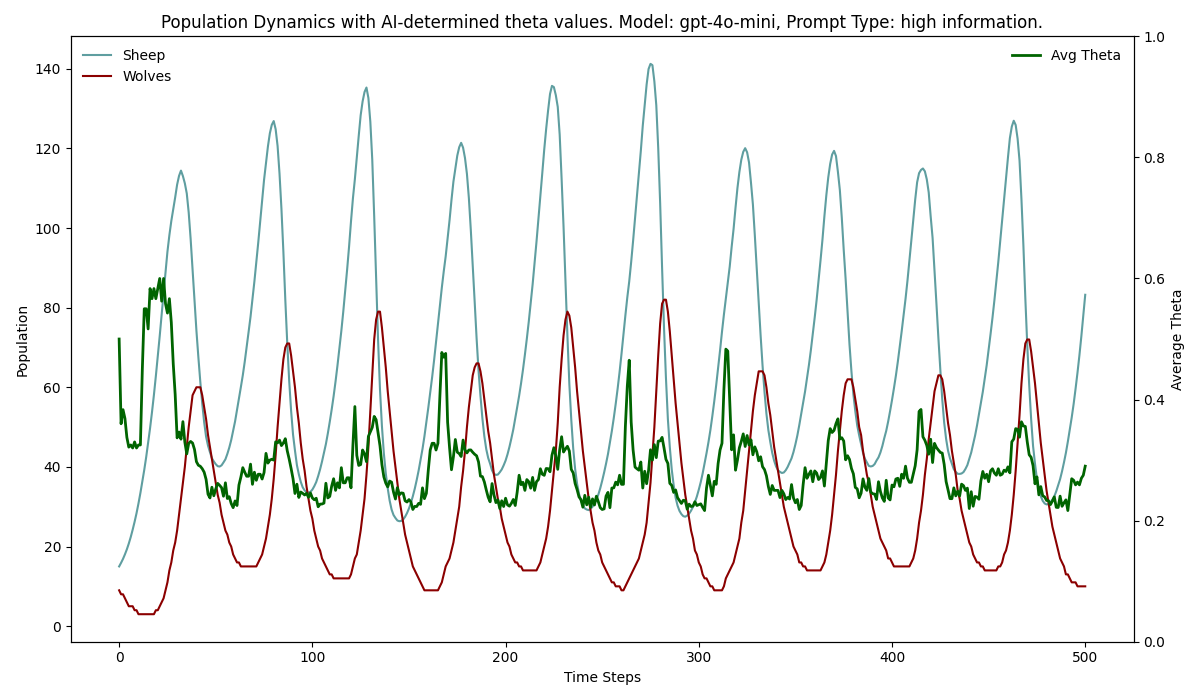 Population Dynamics with AI-determined theta values. Model: gpt-4o-mini, Prompt Type: high information.
Sheep
Wolves
Avg Theta
Population
140
120
100
80
60
40
20
0
1.0
0.8
0.6
0.4
0.2
0.0
Average Theta
0 100 200 300 400 500
Time Steps